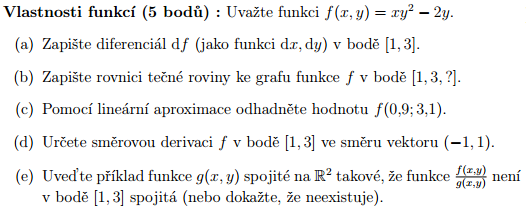 Vlastnosti funkcí (5 bodů) : Uvažte funkci f(x, y) = xy² − 2y.
(a) Zapište diferenciál df (jako funkci dx, dy) v bodě [1, 3].
(b) Zapište rovnici tečné roviny ke grafu funkce f v bodě [1, 3, ?].
(c) Pomocí lineární aproximace odhadněte hodnotu f(0,9; 3,1).
(d) Určete směrovou derivaci f v bodě [1, 3] ve směru vektoru (−1, 1).
(e) Uveďte příklad funkce g(x, y) spojité na ℝ² takové, že funkce f(x,y)/g(x,y) není
v bodě [1, 3] spojitá (nebo dokažte, že neexistuje).